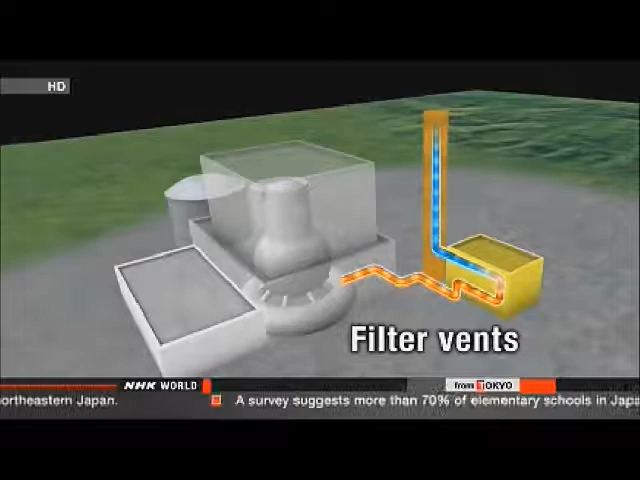 HD
Filter vents
NHK WORLD
from TOKYO
ortheastern Japan.
A survey suggests more than 70% of elementary schools in Japa